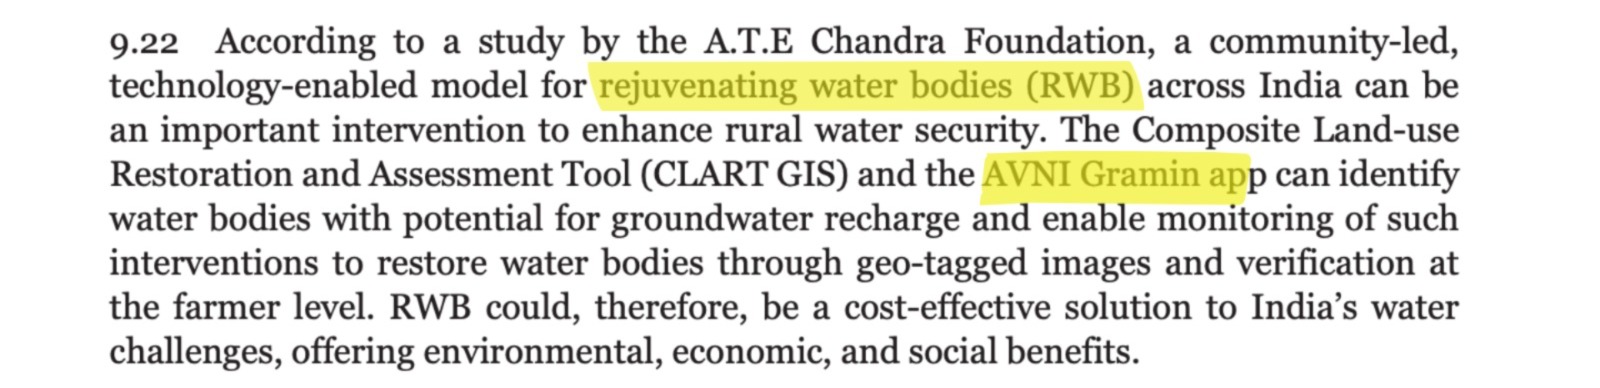 9.22 According to a study by the A.T.E Chandra Foundation, a community-led,
technology-enabled model for rejuvenating water bodies (RWB) across India can be
an important intervention to enhance rural water security. The Composite Land-use
Restoration and Assessment Tool (CLART GIS) and the AVNI Gramin app can identify
water bodies with potential for groundwater recharge and enable monitoring of such
interventions to restore water bodies through geo-tagged images and verification at
the farmer level. RWB could, therefore, be a cost-effective solution to India’s water
challenges, offering environmental, economic, and social benefits.